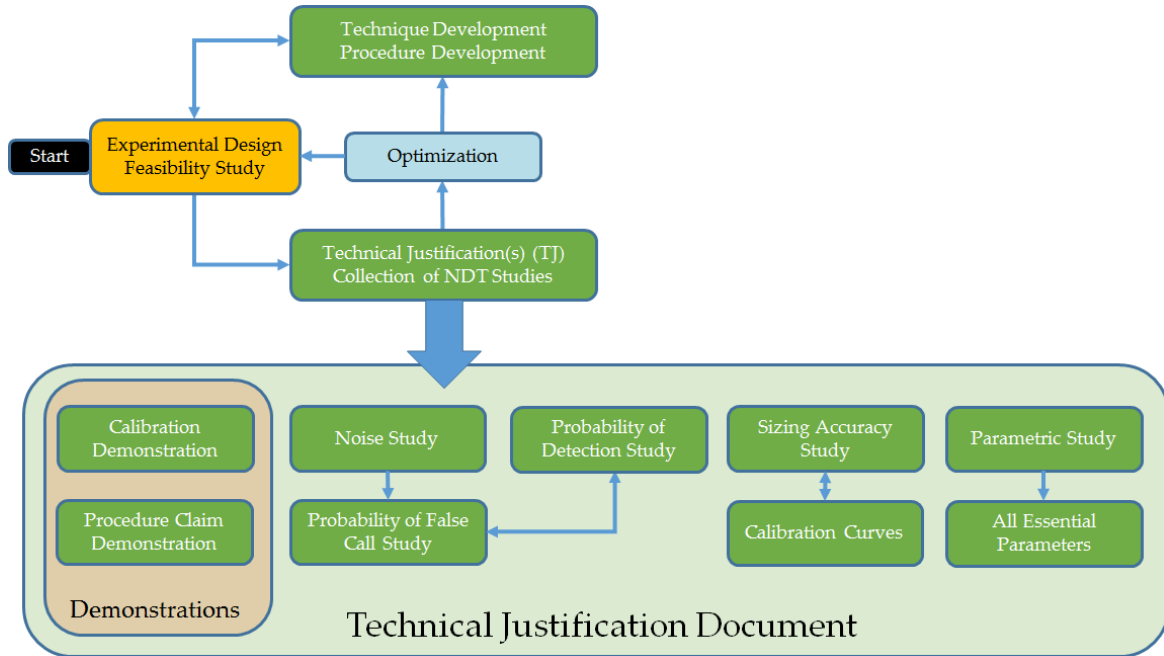 Technique Development
Procedure Development
Start
Experimental Design
Feasibility Study
Optimization
Technical Justification(s) (TJ)
Collection of NDT Studies
Calibration
Demonstration
Noise Study
Probability of
Detection Study
Sizing Accuracy
Study
Parametric Study
Procedure Claim
Demonstration
Probability of False
Call Study
Calibration Curves
All Essential
Parameters
Demonstrations
Technical Justification Document